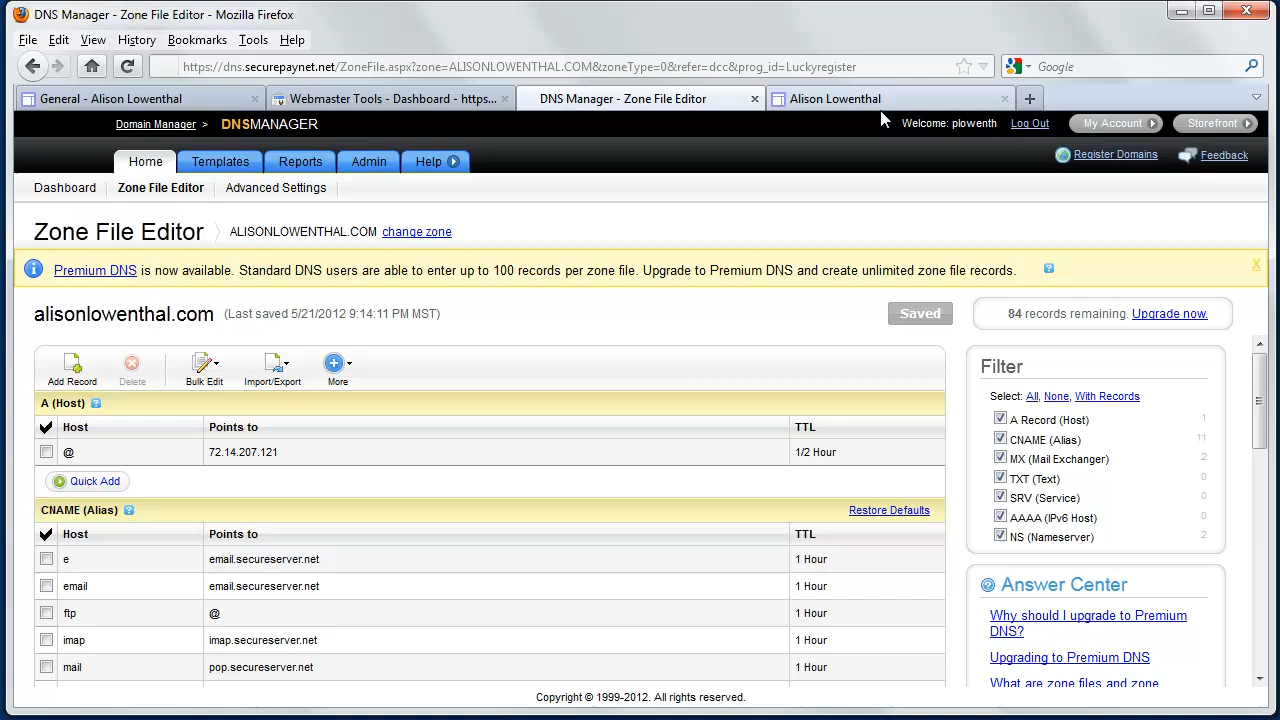 DNS Manager - Zone File Editor - Mozilla Firefox
File Edit View History Bookmarks Tools Help
https://dns.securepaynet.net/ZoneFile.aspx?zone=ALISONLOWENTHAL.COM&zoneType=0&refer=dcc&prog_id=Luckyregister
Google
General - Alison Lowenthal
Webmaster Tools - Dashboard - https...
DNS Manager - Zone File Editor
Alison Lowenthal
Domain Manager > DNSMANAGER
Welcome: plowenth Log Out My Account Storefront
Home Templates Reports Admin Help
Register Domains Feedback
Dashboard Zone File Editor Advanced Settings
Zone File Editor ALISONLOWENTHAL.COM change zone
Premium DNS is now available. Standard DNS users are able to enter up to 100 records per zone file. Upgrade to Premium DNS and create unlimited zone file records. ? X
alisonlowenthal.com (Last saved 5/21/2012 9:14:11 PM MST)
Saved
84 records remaining. Upgrade now.
Add Record Delete Bulk Edit Import/Export More
A (Host) ?
Host Points to TTL
@ 72.14.207.121 1/2 Hour
Quick Add
CNAME (Alias) ? Restore Defaults
Host Points to TTL
e email.secureserver.net 1 Hour
email email.secureserver.net 1 Hour
ftp @ 1 Hour
imap imap.secureserver.net 1 Hour
mail pop.secureserver.net 1 Hour
Filter
Select: All, None, With Records
A Record (Host) 1
CNAME (Alias) 11
MX (Mail Exchanger) 2
TXT (Text) 0
SRV (Service) 0
AAAA (IPv6 Host) 0
NS (Nameserver) 2
Answer Center
Why should I upgrade to Premium
DNS?
Upgrading to Premium DNS
What are zone files and zone
Copyright © 1999-2012. All rights reserved.